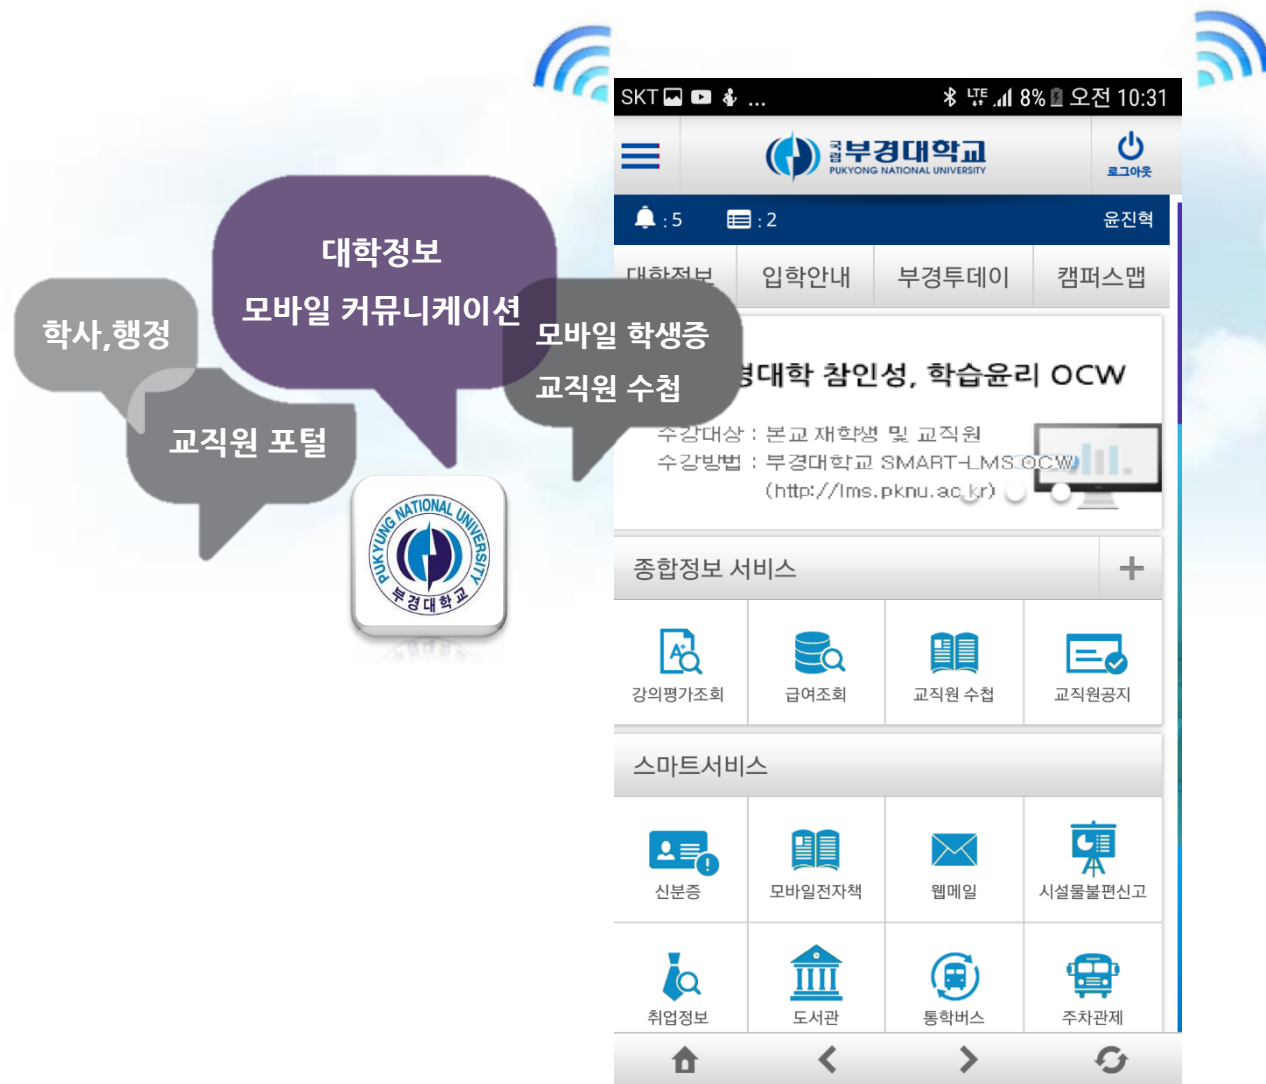 대학정보
모바일 커뮤니케이션
학사,행정
모바일 학생증
교직원 수첩
교직원 포털
PUKYUNG NATIONAL UNIVERSITY
부경대학교
SKT ... LTE 8% 오전 10:31
국립부경대학교
PUKYONG NATIONAL UNIVERSITY
로그아웃
: 5 : 2 윤진혁
대학정보 입학안내 부경투데이 캠퍼스맵
경대학 참인성, 학습윤리 OCW
수강대상 : 본교 재학생 및 교직원
수강방법 : 부경대학교 SMART-LMS OCW
(http://lms.pknu.ac.kr)
종합정보 서비스 +
강의평가조회 급여조회 교직원 수첩 교직원공지
스마트서비스
신분증 모바일전자책 웹메일 시설물불편신고
취업정보 도서관 통학버스 주차관제